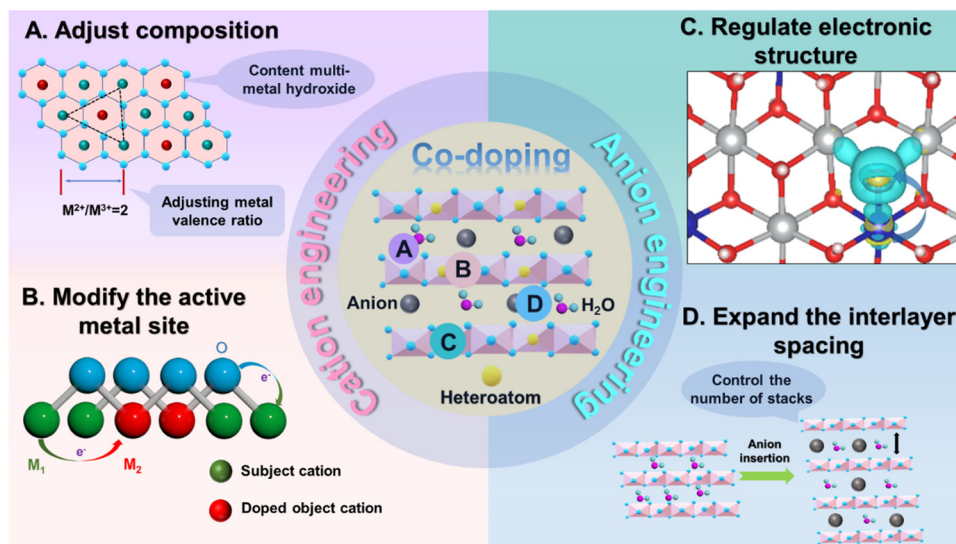 A. Adjust composition
Content multi-
metal hydroxide
M²⁺/M³⁺=2
Adjusting metal
valence ratio
B. Modify the active
metal site
O
e⁻
e⁻
M₁
M₂
Subject cation
Doped object cation
Cation engineering
Co-doping
Anion engineering
A
B
Anion
D
H₂O
C
Heteroatom
C. Regulate electronic
structure
D. Expand the interlayer
spacing
Control the
number of stacks
Anion
insertion